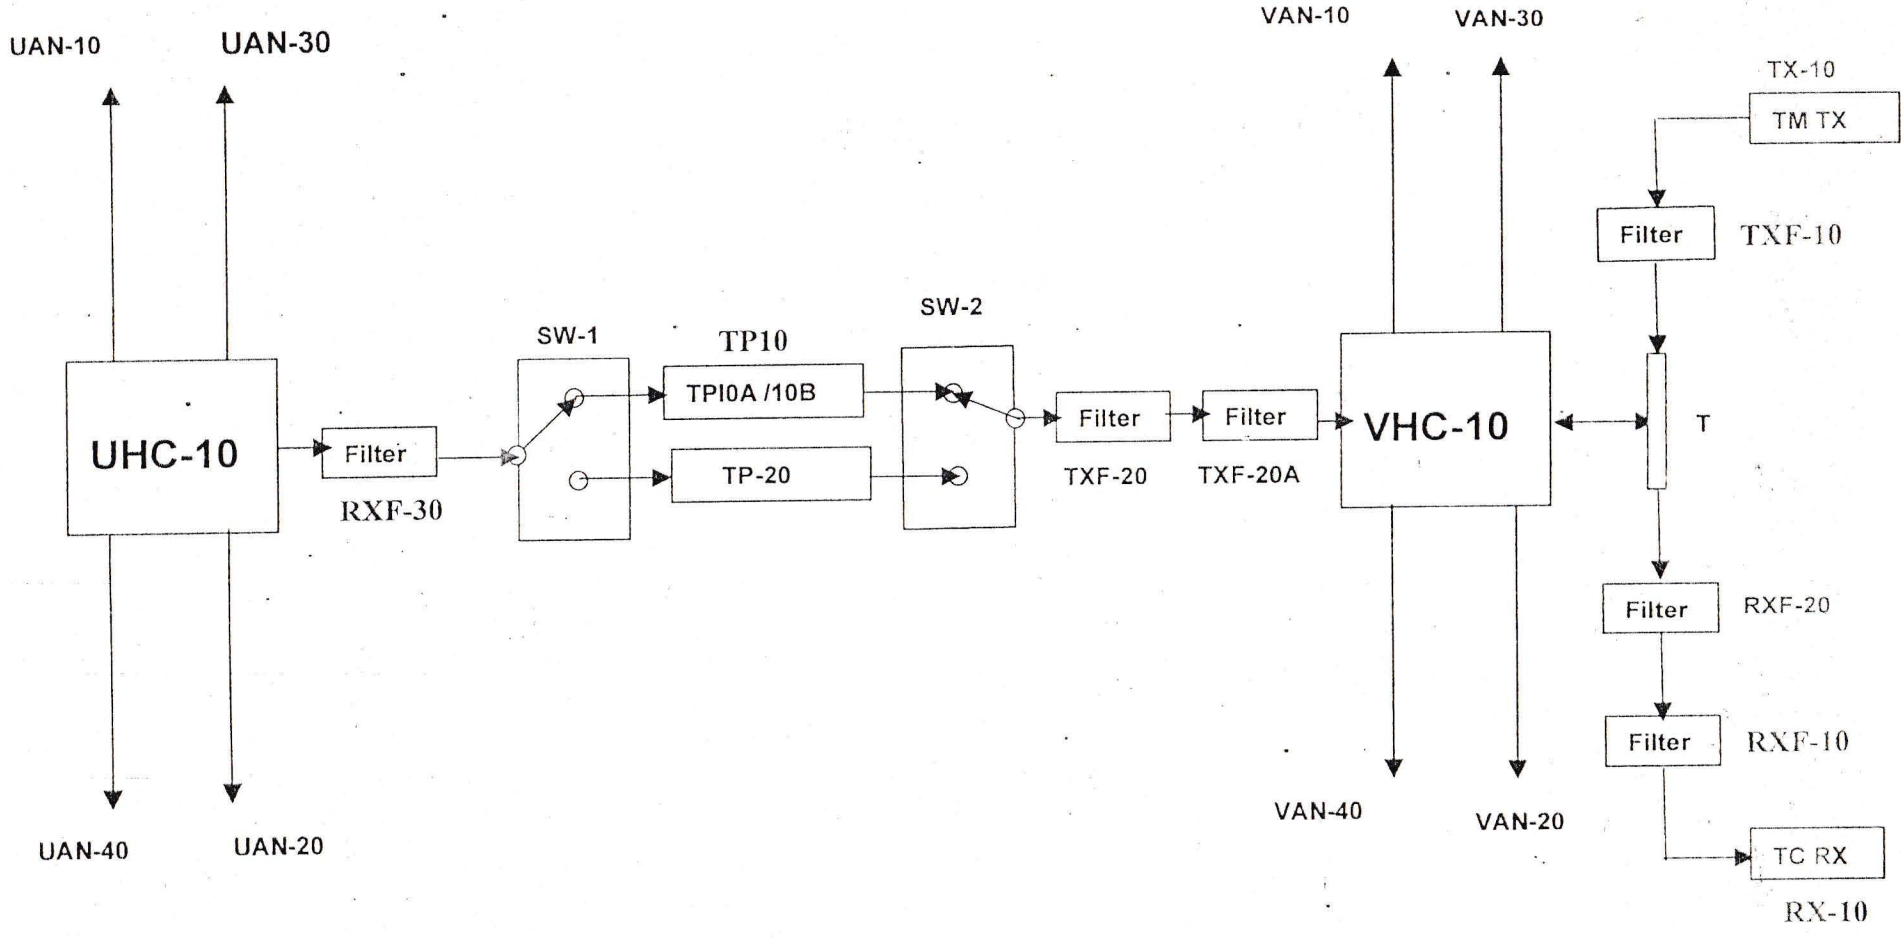 UAN-10
UAN-30
VAN-10
VAN-30
TX-10
TM TX
Filter
TXF-10
SW-1
TP10
SW-2
UHC-10
Filter
RXF-30
TPI0A /10B
TP-20
Filter
TXF-20
Filter
TXF-20A
VHC-10
T
Filter
RXF-20
Filter
RXF-10
UAN-40
UAN-20
VAN-40
VAN-20
TC RX
RX-10